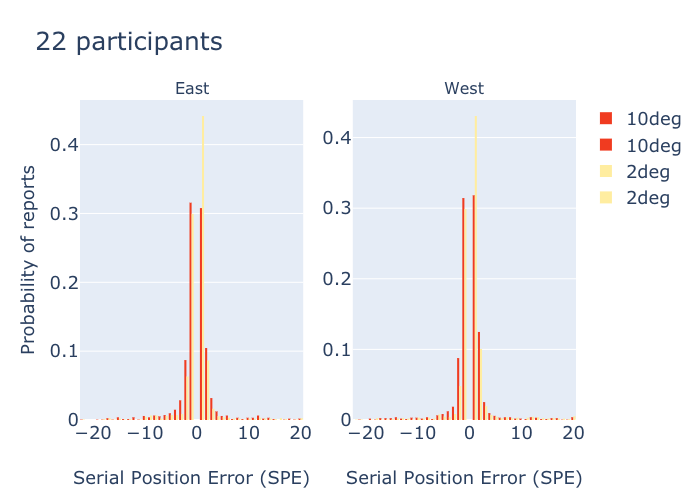 22 participants
East
West
10deg
10deg
2deg
2deg
Probability of reports
0.4
0.3
0.2
0.1
0
0.4
0.3
0.2
0.1
0
−20 −10 0 10 20
−20 −10 0 10 20
Serial Position Error (SPE)
Serial Position Error (SPE)